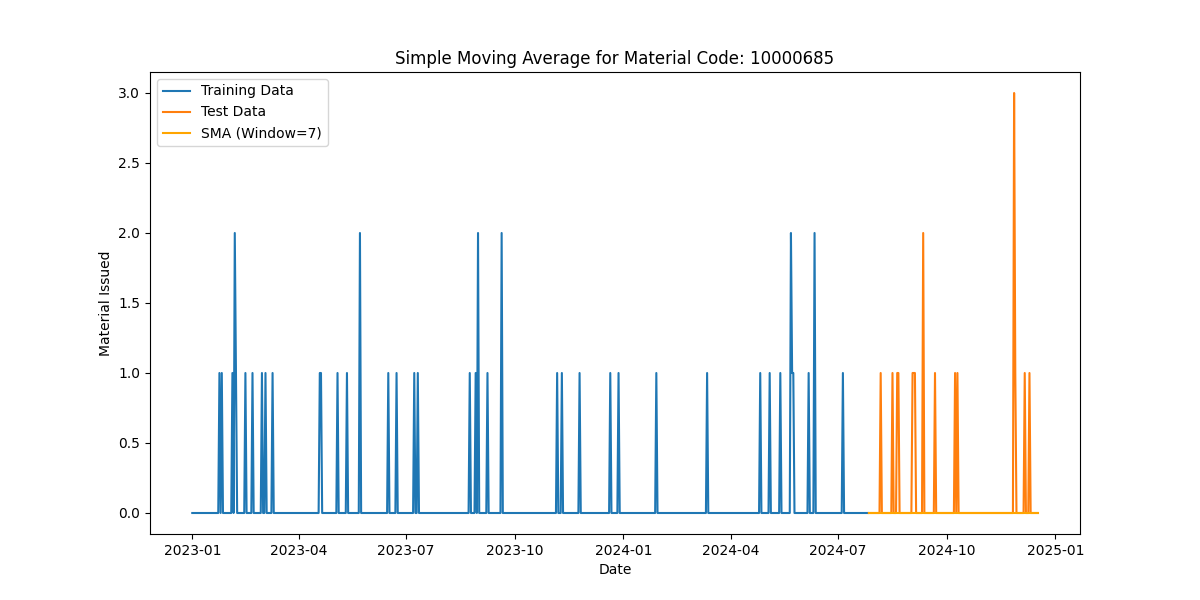 Simple Moving Average for Material Code: 10000685
Training Data
Test Data
SMA (Window=7)
3.0
2.5
2.0
1.5
1.0
0.5
0.0
Material Issued
2023-01
2023-04
2023-07
2023-10
2024-01
2024-04
2024-07
2024-10
2025-01
Date